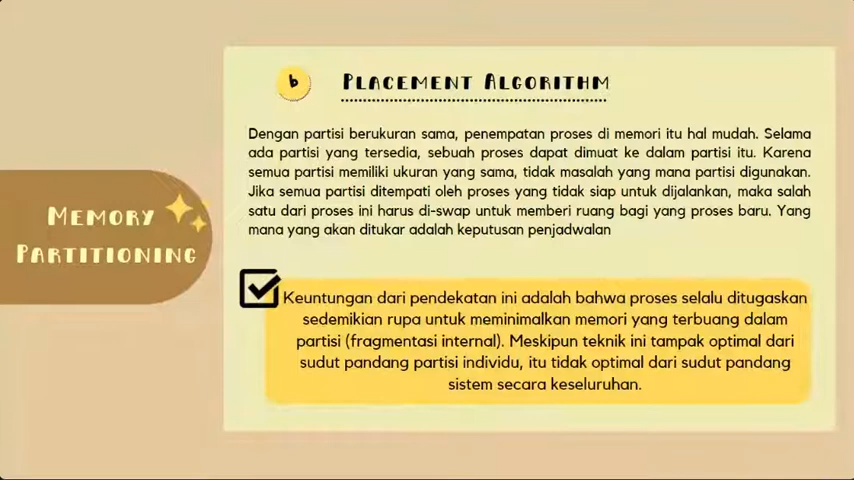 b
PLACEMENT ALGORITHM
Dengan partisi berukuran sama, penempatan proses di memori itu hal mudah. Selama
ada partisi yang tersedia, sebuah proses dapat dimuat ke dalam partisi itu. Karena
semua partisi memiliki ukuran yang sama, tidak masalah yang mana partisi digunakan.
Jika semua partisi ditempati oleh proses yang tidak siap untuk dijalankan, maka salah
satu dari proses ini harus di-swap untuk memberi ruang bagi yang proses baru. Yang
mana yang akan ditukar adalah keputusan penjadwalan
MEMORY
PARTITIONING
Keuntungan dari pendekatan ini adalah bahwa proses selalu ditugaskan
sedemikian rupa untuk meminimalkan memori yang terbuang dalam
partisi (fragmentasi internal). Meskipun teknik ini tampak optimal dari
sudut pandang partisi individu, itu tidak optimal dari sudut pandang
sistem secara keseluruhan.